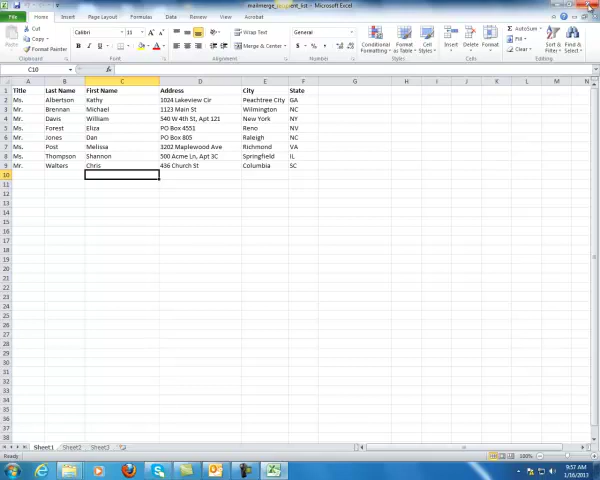 mailmerge_recipient_list - Microsoft Excel
File Home Insert Page Layout Formulas Data Review View Acrobat
Cut
Copy
Format Painter
Clipboard
Calibri 11
Font
Wrap Text
Merge & Center
Alignment
General
Number
Conditional Formatting
Format as Table
Cell Styles
Styles
Insert
Delete
Format
Cells
AutoSum
Fill
Clear
Sort & Filter
Find & Select
Editing
C10 fx
A B C D E F G H I J K L M N
1 Title Last Name First Name Address City State
2 Ms. Albertson Kathy 1024 Lakeview Cir Peachtree City GA
3 Mr. Brennan Michael 1123 Main St Wilmington NC
4 Mr. Davis William 540 W 4th St, Apt 121 New York NY
5 Ms. Forest Eliza PO Box 4551 Reno NV
6 Mr. Jones Dan PO Box 805 Raleigh NC
7 Ms. Post Melissa 3202 Maplewood Ave Richmond VA
8 Ms. Thompson Shannon 500 Acme Ln, Apt 3C Springfield IL
9 Mr. Walters Chris 436 Church St Columbia SC
10
11
12
13
14
15
16
17
18
19
20
21
22
23
24
25
26
27
28
29
30
31
32
33
34
35
36
37
38
Sheet1 Sheet2 Sheet3
Ready 100%
9:57 AM
1/16/2013